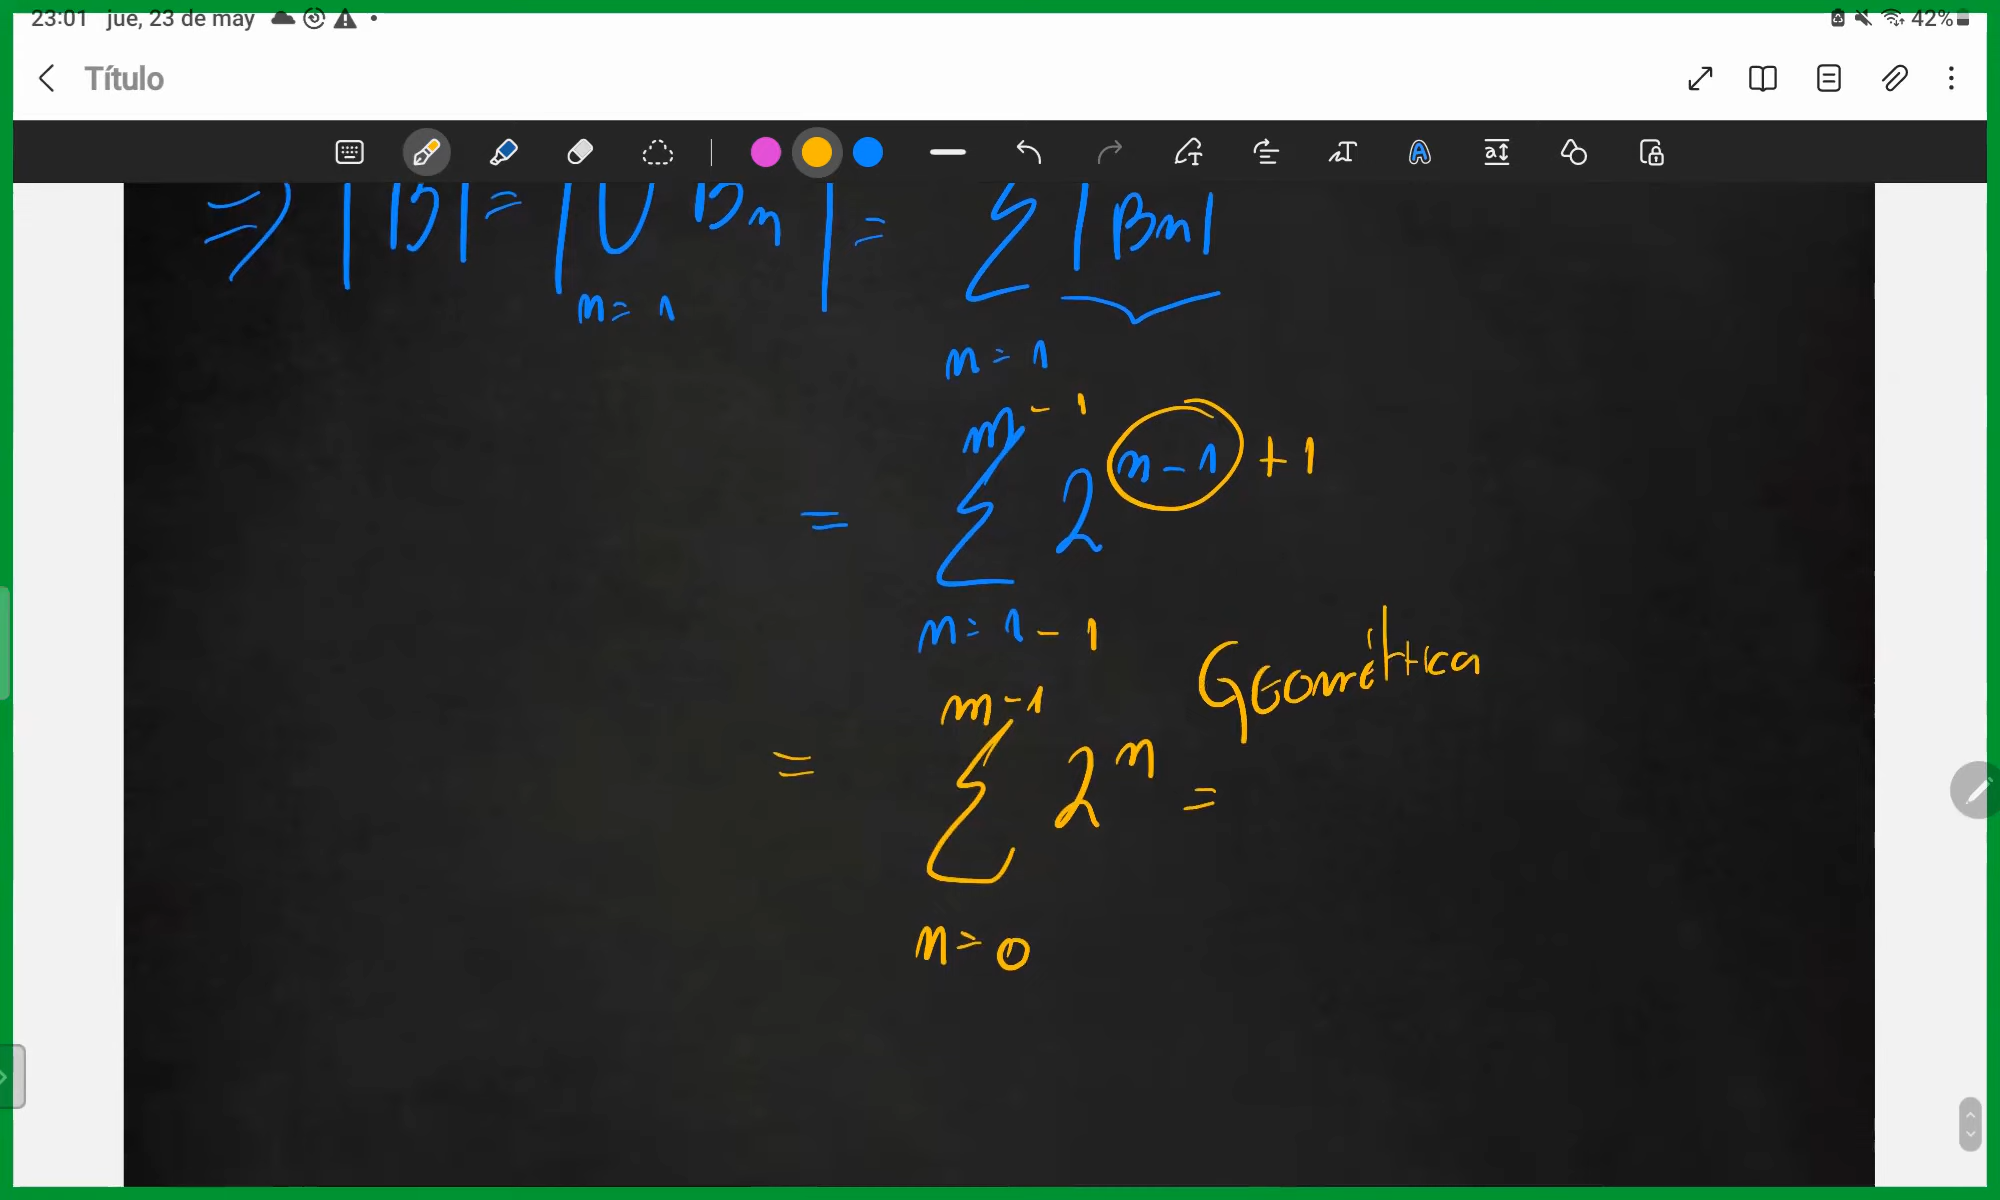 23:01 jue, 23 de may
42%
Título
⇒ |B| = | ∪ Bn | = ∑ |Bn|
n = 1
n = 1
m - 1
= ∑ 2^(n-1) + 1
n = 1 - 1
Geométrica
m-1
= ∑ 2^n =
n = 0